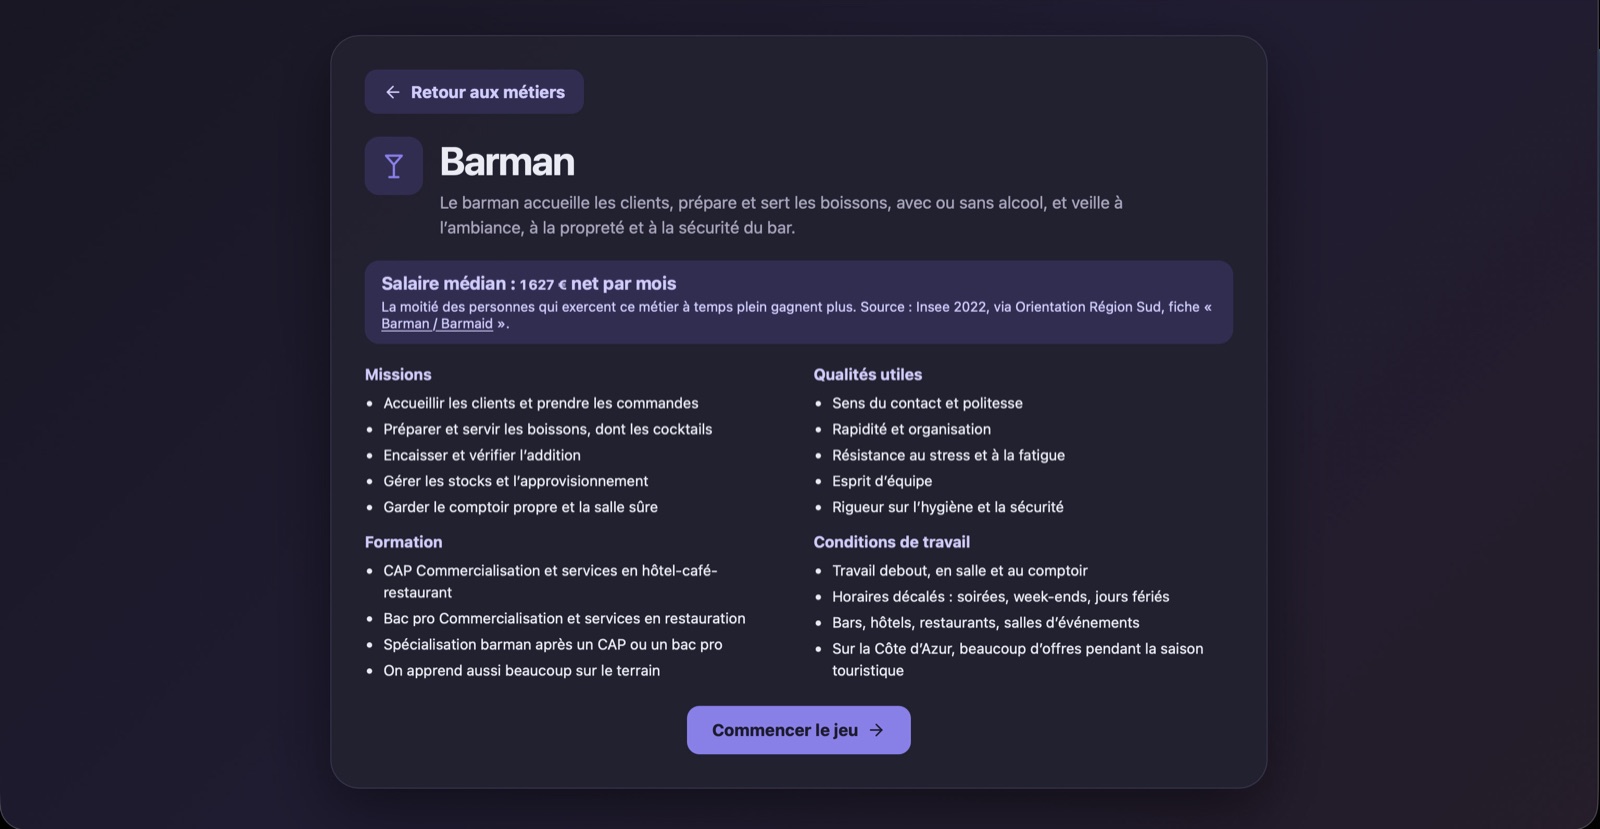 Retour aux métiers
Barman
Le barman accueille les clients, prépare et sert les boissons, avec ou sans alcool, et veille à
l’ambiance, à la propreté et à la sécurité du bar.
Salaire médian : 1 627 € net par mois
La moitié des personnes qui exercent ce métier à temps plein gagnent plus. Source : Insee 2022, via Orientation Région Sud, fiche «
Barman / Barmaid ».
Missions
• Accueillir les clients et prendre les commandes
• Préparer et servir les boissons, dont les cocktails
• Encaisser et vérifier l’addition
• Gérer les stocks et l’approvisionnement
• Garder le comptoir propre et la salle sûre
Qualités utiles
• Sens du contact et politesse
• Rapidité et organisation
• Résistance au stress et à la fatigue
• Esprit d’équipe
• Rigueur sur l’hygiène et la sécurité
Formation
• CAP Commercialisation et services en hôtel-café-
restaurant
• Bac pro Commercialisation et services en restauration
• Spécialisation barman après un CAP ou un bac pro
• On apprend aussi beaucoup sur le terrain
Conditions de travail
• Travail debout, en salle et au comptoir
• Horaires décalés : soirées, week-ends, jours fériés
• Bars, hôtels, restaurants, salles d’événements
• Sur la Côte d’Azur, beaucoup d’offres pendant la saison
touristique
Commencer le jeu